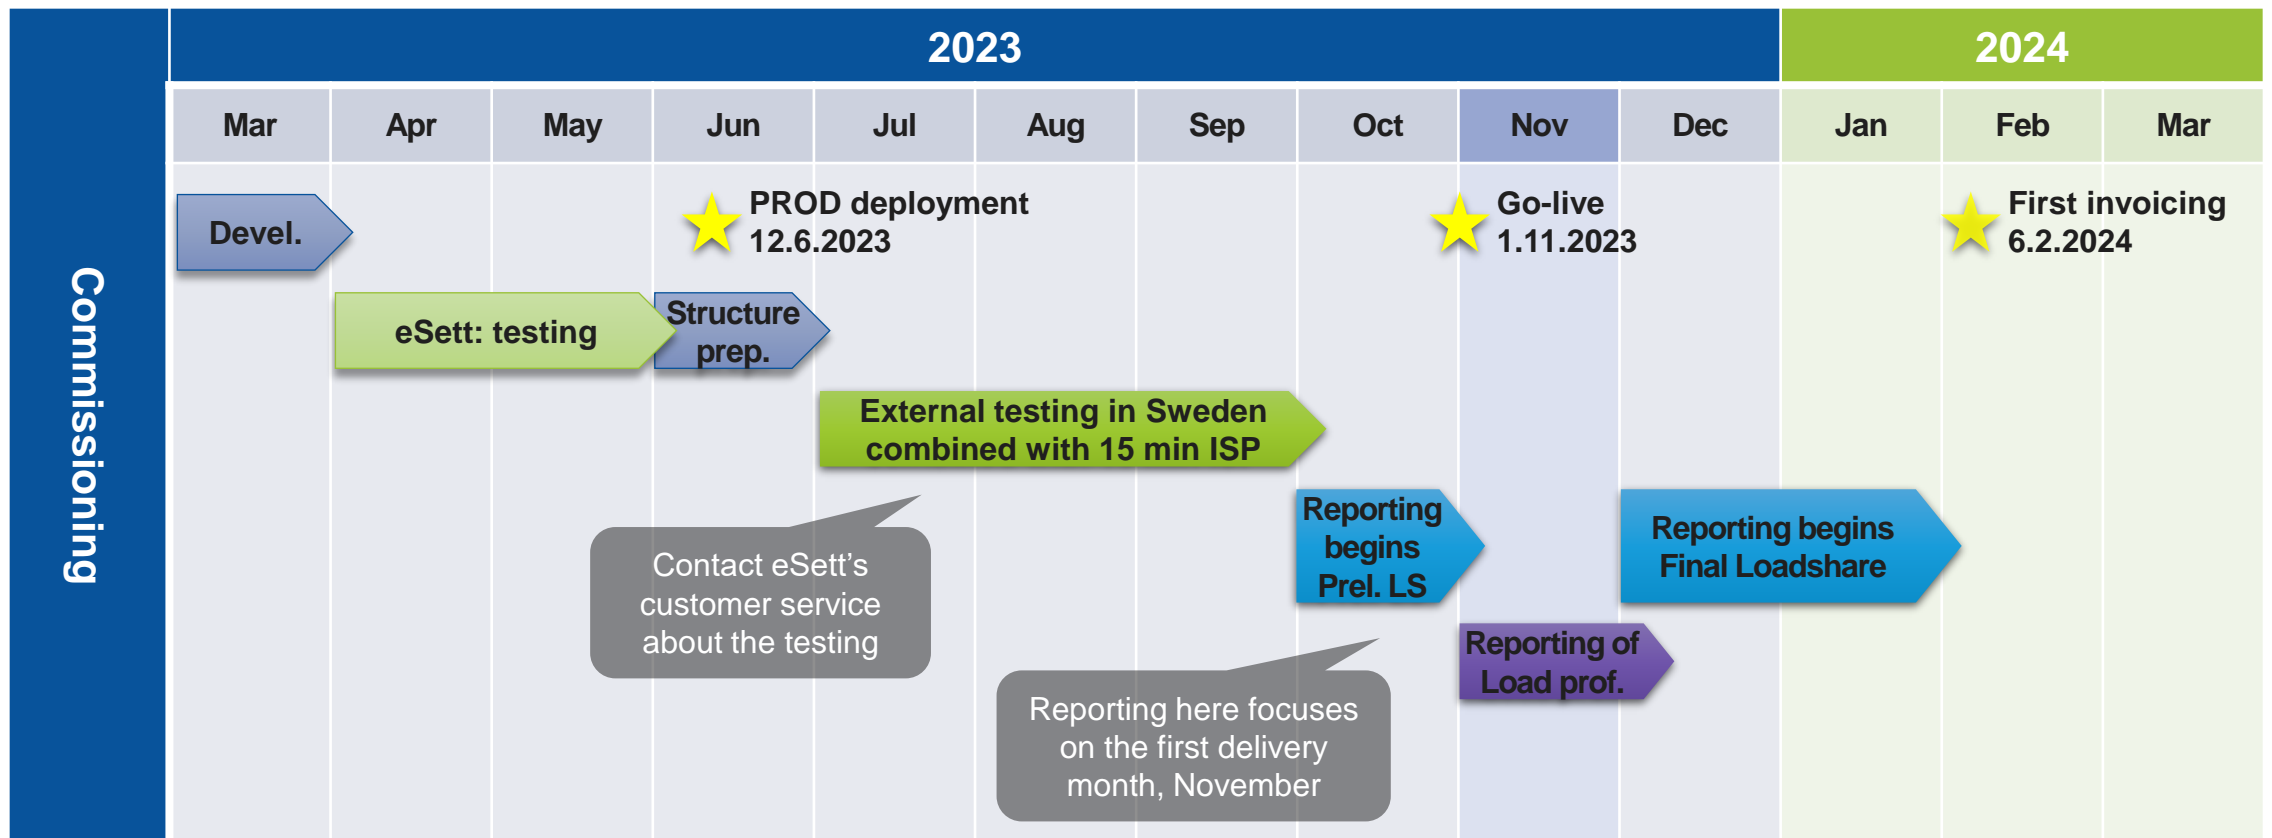 2023
2024
Mar
Apr
May
Jun
Jul
Aug
Sep
Oct
Nov
Dec
Jan
Feb
Mar
Commisssioning
Devel.
PROD deployment
12.6.2023
Go-live
1.11.2023
First invoicing
6.2.2024
eSett: testing
Structure
prep.
External testing in Sweden
combined with 15 min ISP
Contact eSett’s
customer service
about the testing
Reporting
begins
Prel. LS
Reporting begins
Final Loadshare
Reporting of
Load prof.
Reporting here focuses
on the first delivery
month, November